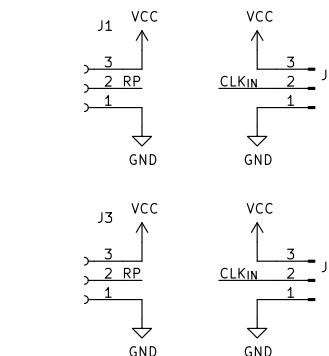 J1 VCC VCC
3 3
2 RP CLKIN 2 J
1 1
GND GND
J3 VCC VCC
3 3
2 RP CLKIN 2 J
1 1
GND GND